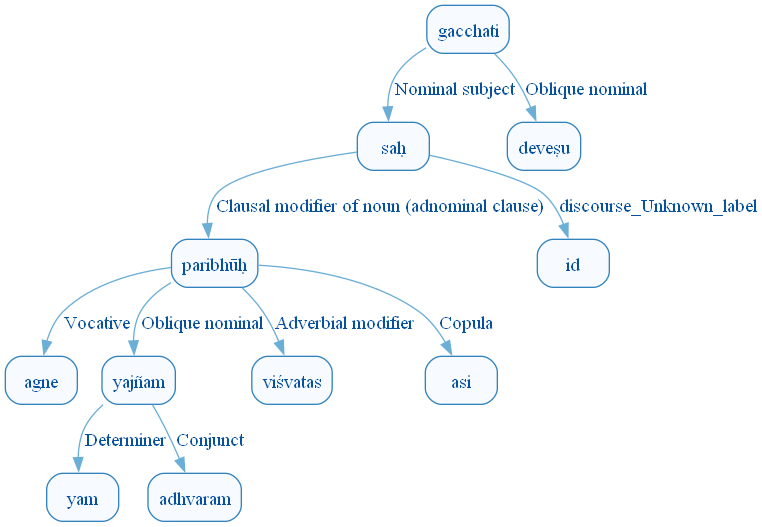 gacchati
Nominal subject Oblique nominal
saḥ deveṣu
Clausal modifier of noun (adnominal clause) discourse_Unknown_label
paribhūḥ id
Vocative Oblique nominal Adverbial modifier Copula
agne yajñam viśvatas asi
Determiner Conjunct
yam adhvaram